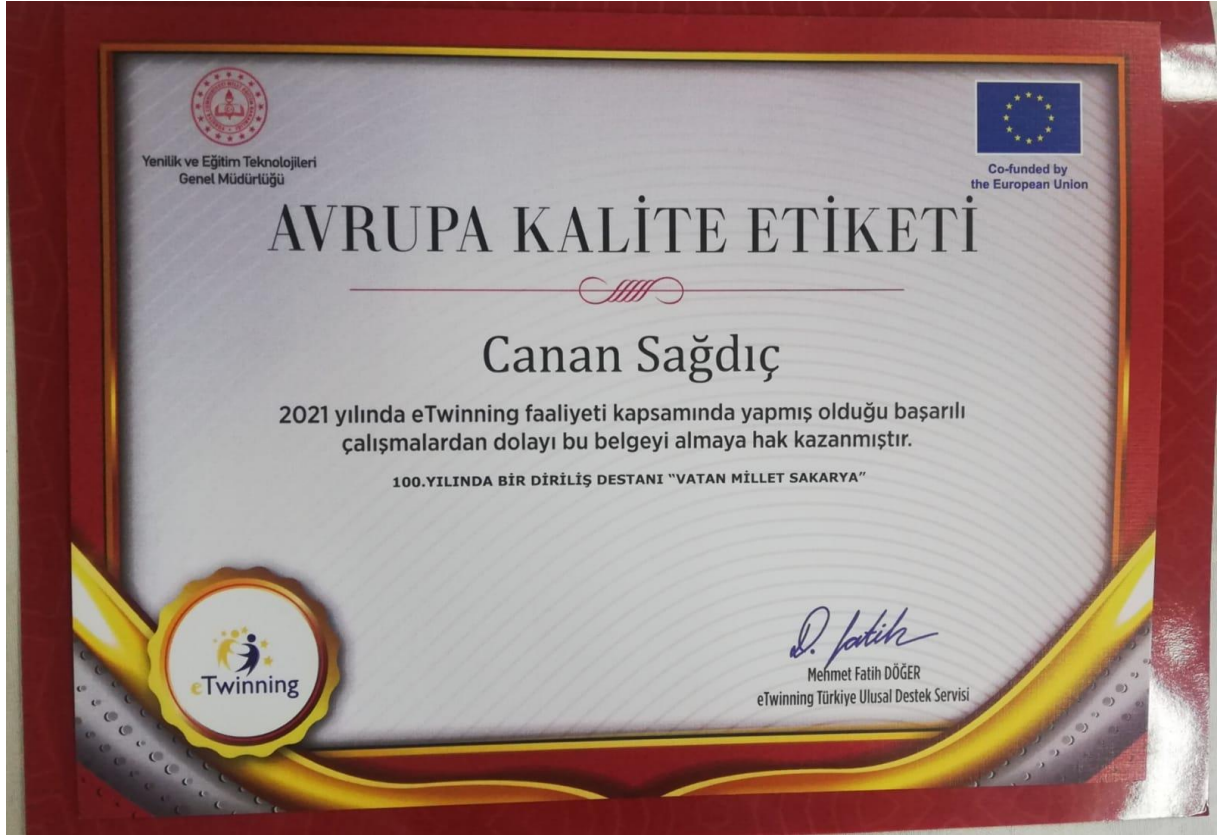 Yenilik ve Eğitim Teknolojileri
Genel Müdürlüğü
Co-funded by
the European Union
AVRUPA KALİTE ETİKETİ
Canan Sağdıç
2021 yılında eTwinning faaliyeti kapsamında yapmış olduğu başarılı
çalışmalardan dolayı bu belgeyi almaya hak kazanmıştır.
100.YILINDA BİR DİRİLİŞ DESTANI “VATAN MİLLET SAKARYA”
eTwinning
D. fatih
Mehmet Fatih DÖĞER
eTwinning Türkiye Ulusal Destek Servisi